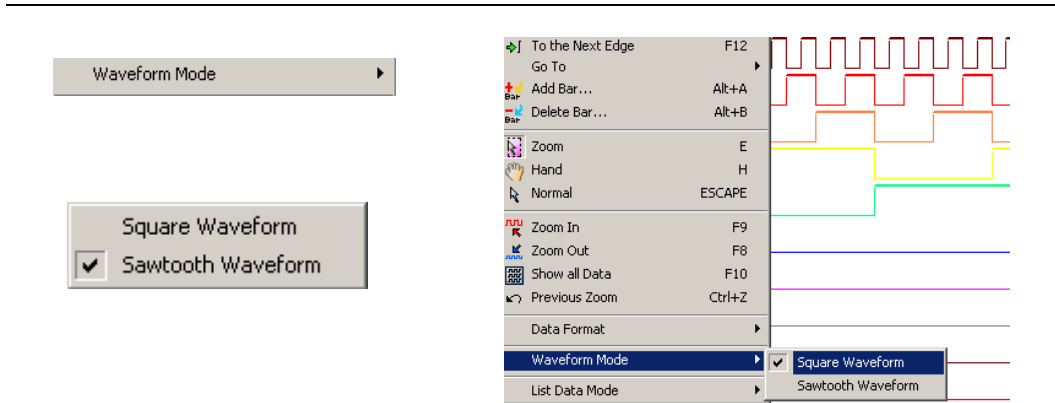 Waveform Mode
Square Waveform
Sawtooth Waveform
To the Next Edge F12
Go To
Bar Add Bar... Alt+A
Bar Delete Bar... Alt+B
Zoom E
Hand H
Normal ESCAPE
Zoom In F9
Zoom Out F8
Show all Data F10
Previous Zoom Ctrl+Z
Data Format
Waveform Mode
Square Waveform
Sawtooth Waveform
List Data Mode